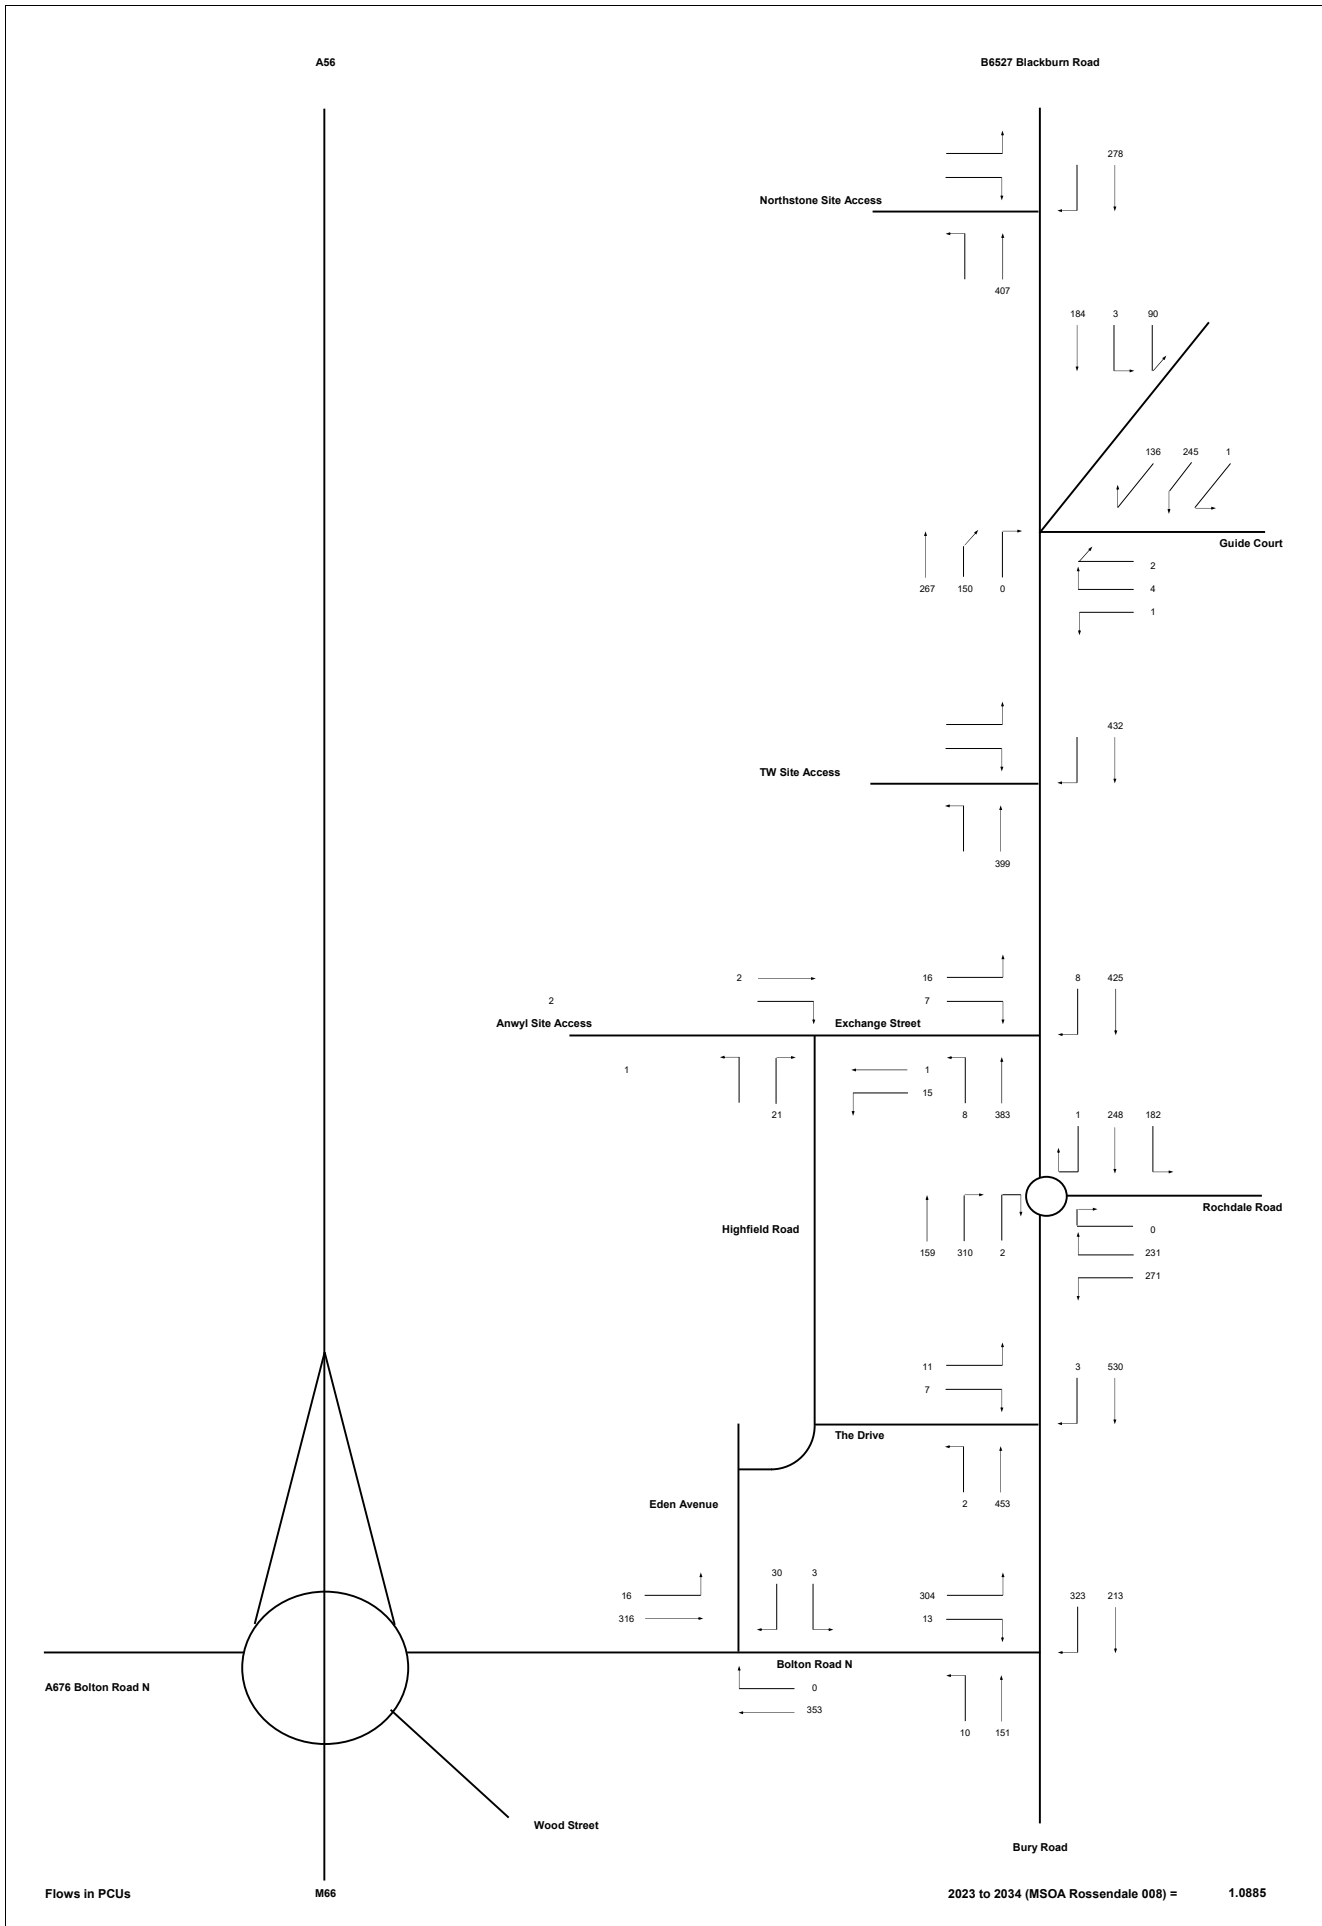 A56 B6527 Blackburn Road
278
Northstone Site Access
407
184 3 90
136 245 1
Guide Court
2
267 150 0 4
1
432
TW Site Access
399
2 16 8 425
2 7
Anwyl Site Access Exchange Street
1 1
15
21 8 383 1 248 182
Rochdale Road
Highfield Road 0
159 310 2 231
271
11 3 530
7
The Drive
Eden Avenue 2 453
30 3
16 304 323 213
316 13
Bolton Road N
A676 Bolton Road N 0
353
10 151
Wood Street
Bury Road
Flows in PCUs M66 2023 to 2034 (MSOA Rossendale 008) = 1.0885